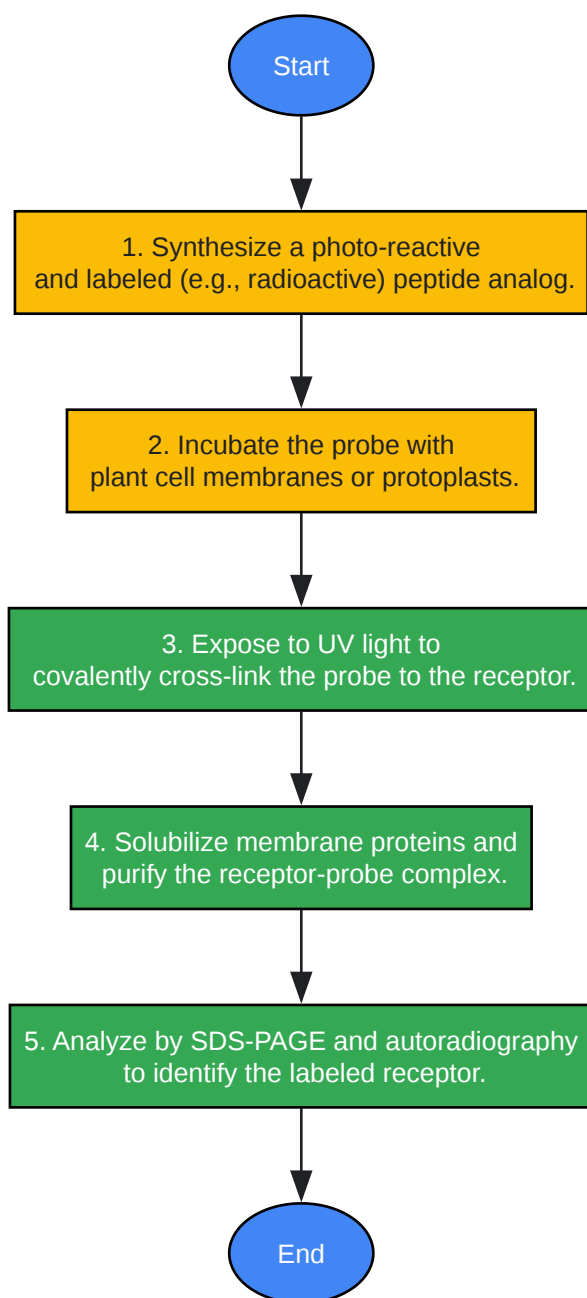 Start
1. Synthesize a photo-reactive
and labeled (e.g., radioactive) peptide analog.
2. Incubate the probe with
plant cell membranes or protoplasts.
3. Expose to UV light to
covalently cross-link the probe to the receptor.
4. Solubilize membrane proteins and
purify the receptor-probe complex.
5. Analyze by SDS-PAGE and autoradiography
to identify the labeled receptor.
End